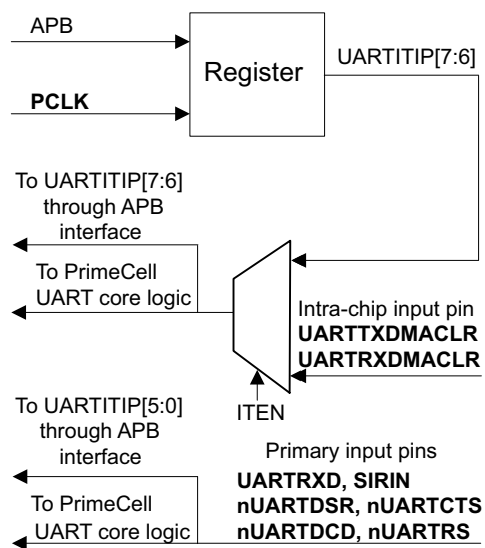 APB
Register
UARTITIP[7:6]
PCLK
To UARTITIP[7:6]
through APB
interface
To PrimeCell
UART core logic
Intra-chip input pin
UARTTXDMACLR
UARTRXDMACLR
ITEN
To UARTITIP[5:0]
through APB
interface
Primary input pins
UARTRXD, SIRIN
nUARTDSR, nUARTCTS
nUARTDCD, nUARTRS
To PrimeCell
UART core logic